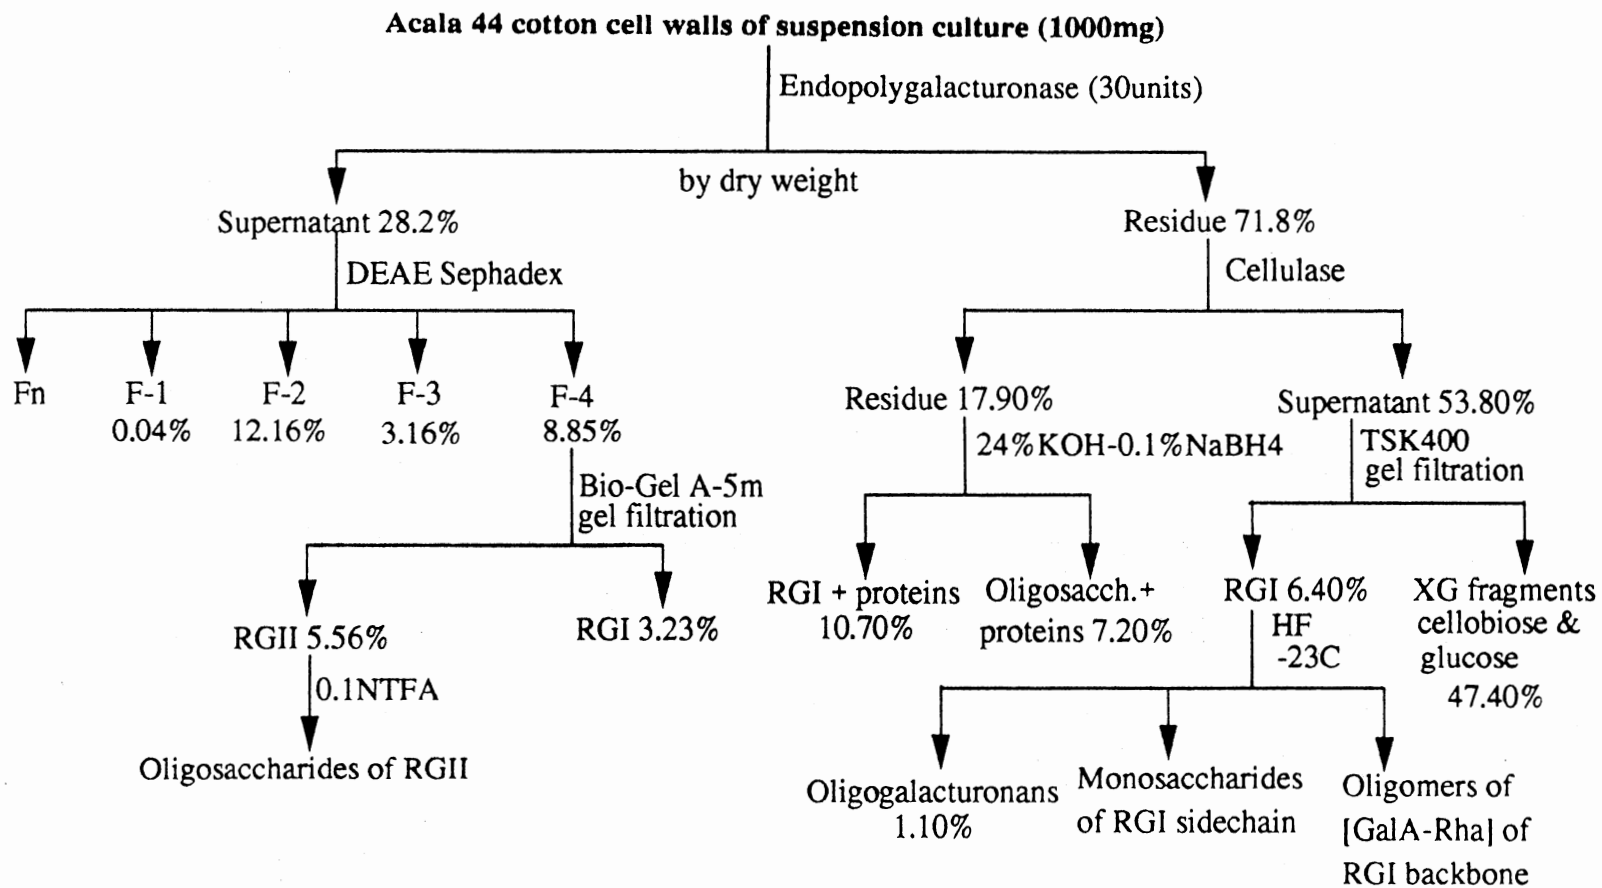 Acala 44 cotton cell walls of suspension culture (1000mg)
Endopolygalacturonase (30units)
by dry weight
Supernatant 28.2%
Residue 71.8%
DEAE Sephadex
Cellulase
Fn
F-1
0.04%
F-2
12.16%
F-3
3.16%
F-4
8.85%
Residue 17.90%
Supernatant 53.80%
24%KOH-0.1%NaBH4
TSK400
gel filtration
Bio-Gel A-5m
gel filtration
RGII 5.56%
RGI 3.23%
RGI + proteins
10.70%
Oligosacch.+
proteins 7.20%
RGI 6.40%
HF
-23C
XG fragments
cellobiose &
glucose
47.40%
0.1NTFA
Oligosaccharides of RGII
Oligogalacturonans
1.10%
Monosaccharides
of RGI sidechain
Oligomers of
[GalA-Rha] of
RGI backbone